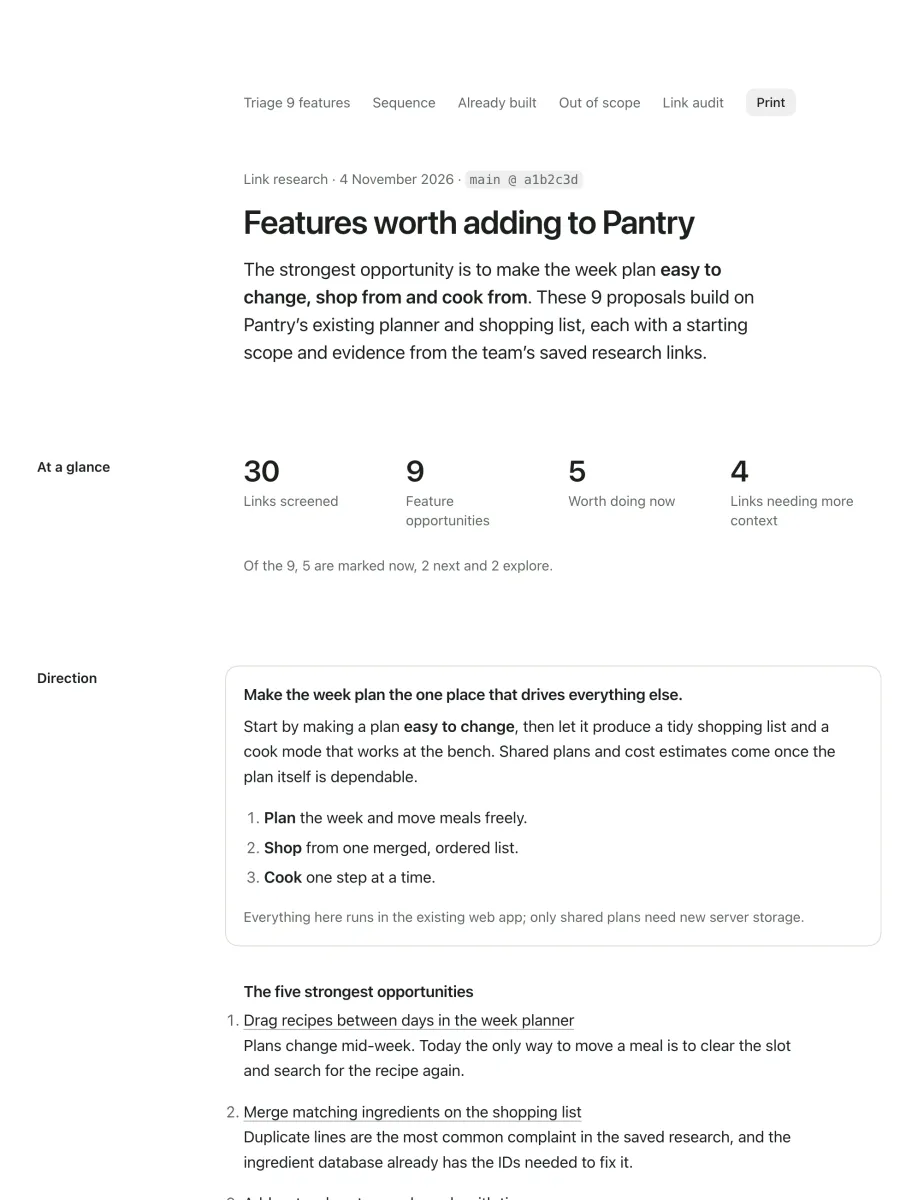 Triage 9 features Sequence Already built Out of scope Link audit Print
Link research · 4 November 2026 · main @ a1b2c3d
Features worth adding to Pantry
The strongest opportunity is to make the week plan easy to
change, shop from and cook from. These 9 proposals build on
Pantry’s existing planner and shopping list, each with a starting
scope and evidence from the team’s saved research links.
At a glance
30
Links screened
9
Feature
opportunities
5
Worth doing now
4
Links needing more
context
Of the 9, 5 are marked now, 2 next and 2 explore.
Direction
Make the week plan the one place that drives everything else.
Start by making a plan easy to change, then let it produce a tidy shopping list and a
cook mode that works at the bench. Shared plans and cost estimates come once the
plan itself is dependable.
1. Plan the week and move meals freely.
2. Shop from one merged, ordered list.
3. Cook one step at a time.
Everything here runs in the existing web app; only shared plans need new server storage.
The five strongest opportunities
1. Drag recipes between days in the week planner
Plans change mid-week. Today the only way to move a meal is to clear the slot
and search for the recipe again.
2. Merge matching ingredients on the shopping list
Duplicate lines are the most common complaint in the saved research, and the
ingredient database already has the IDs needed to fix it.